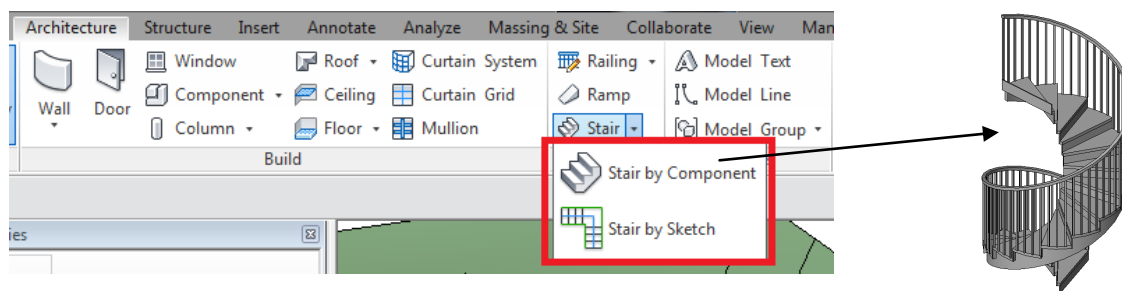 Architecture Structure Insert Annotate Analyze Massing & Site Collaborate View Man
Window Roof Curtain System Railing Model Text
Wall Door Component Ceiling Curtain Grid Ramp Model Line
Column Floor Mullion Stair Model Group
Build
Stair by Component
Stair by Sketch
ies